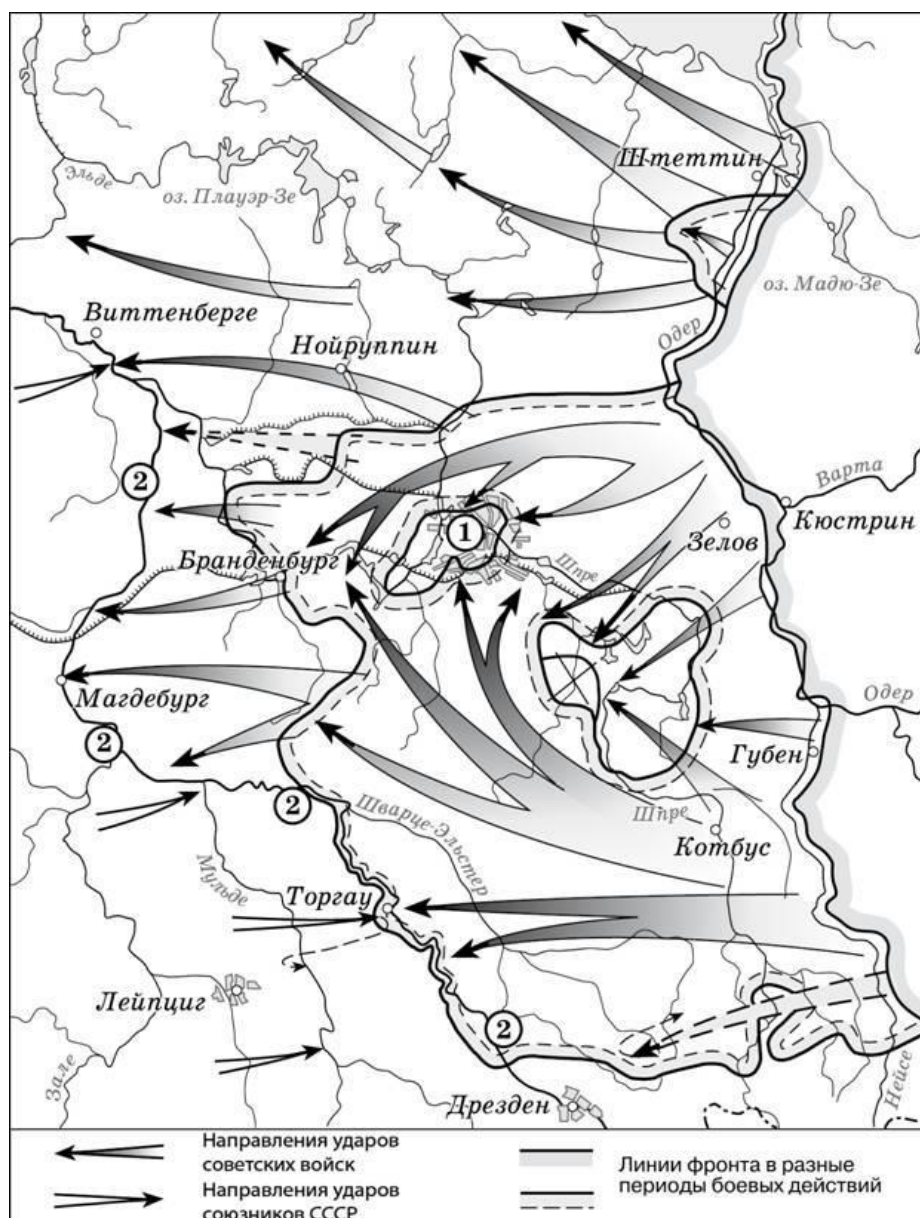 Штеттин
Эльде
оз. Плауэр-Зе
оз. Мадю-Зе
Виттенберге
Одер
Нойруппин
2
Варта
1
Кюстрин
Зелов
Бранденбург
Шпре
Магдебург
Одер
2
Губен
2
Шварце-Эльстер
Шпре
Котбус
Мульде
Торгау
Лейпциг
2
Зале
Дрезден
Нейсе
Направления ударов
советских войск
Направления ударов
союзников СССР
Линии фронта в разные
периоды боевых действий